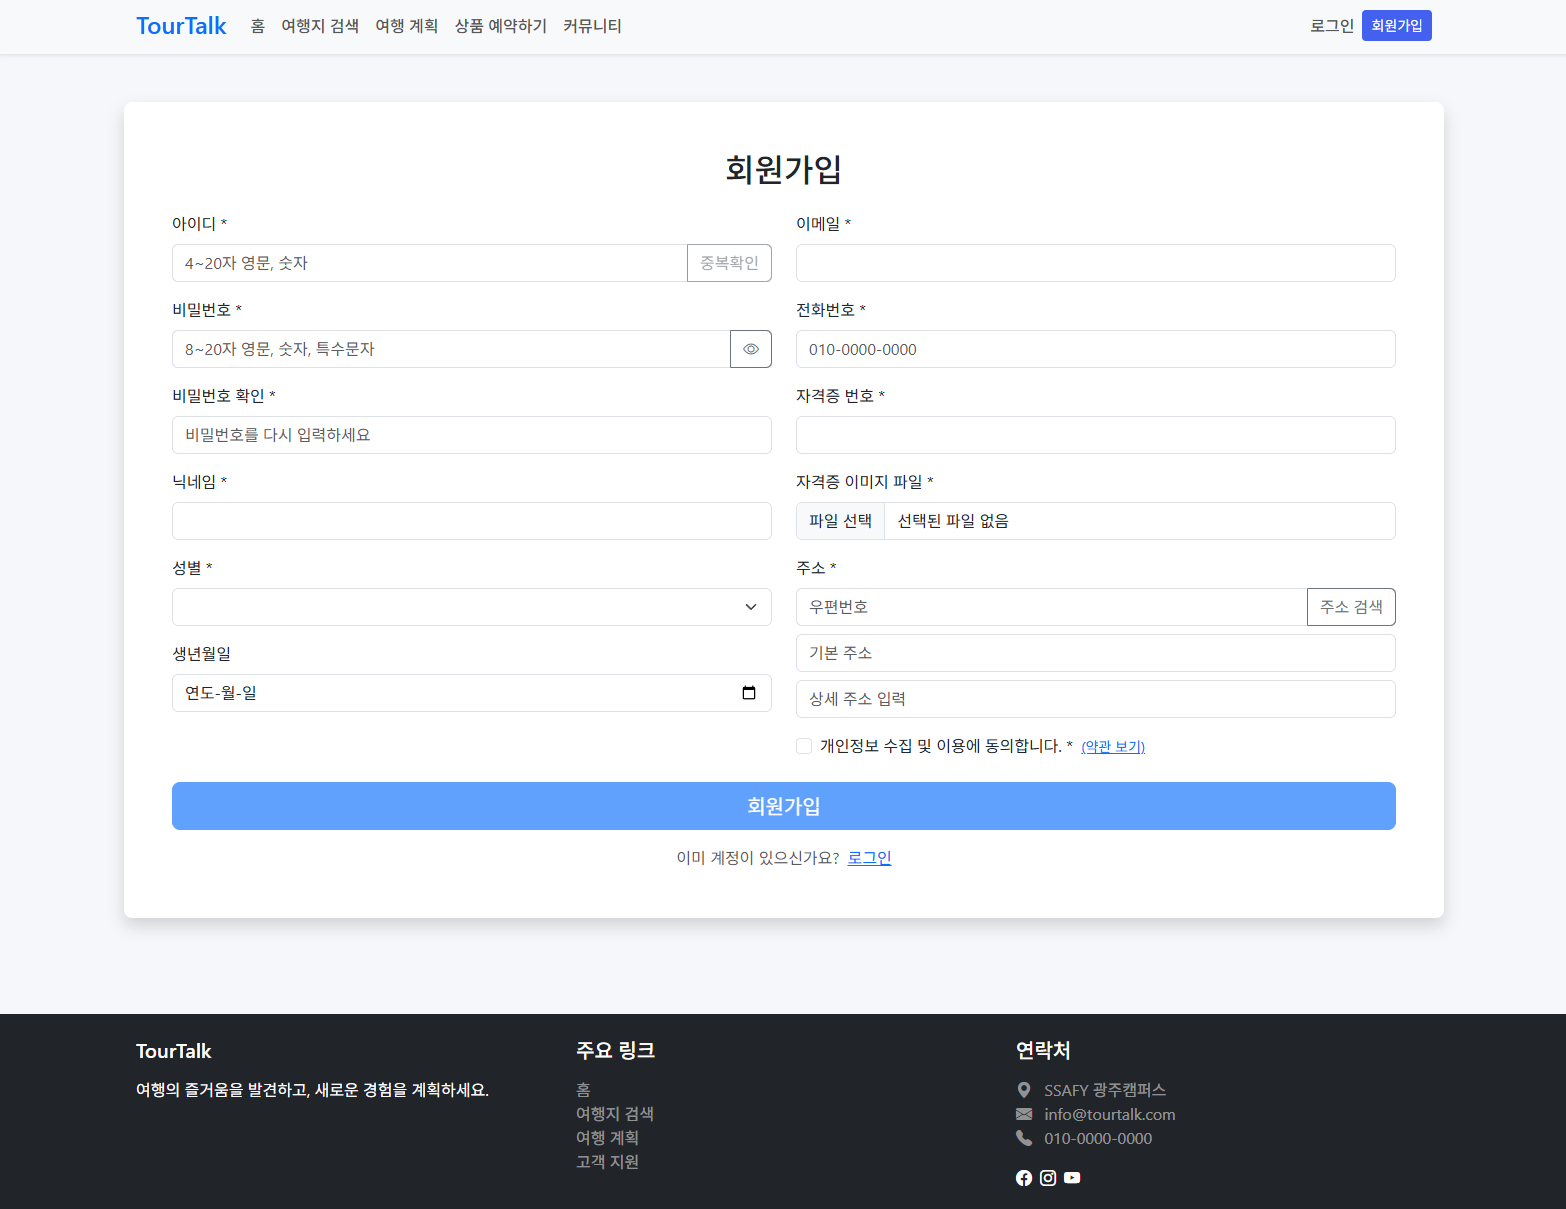 TourTalk
홈
여행지 검색
여행 계획
상품 예약하기
커뮤니티
로그인
회원가입
회원가입
아이디 *
4~20자 영문, 숫자
중복확인
비밀번호 *
8~20자 영문, 숫자, 특수문자
비밀번호 확인 *
비밀번호를 다시 입력하세요
닉네임 *
성별 *
생년월일
연도-월-일
이메일 *
전화번호 *
010-0000-0000
자격증 번호 *
자격증 이미지 파일 *
파일 선택
선택된 파일 없음
주소 *
우편번호
주소 검색
기본 주소
상세 주소 입력
개인정보 수집 및 이용에 동의합니다. * (약관 보기)
회원가입
이미 계정이 있으신가요? 로그인
TourTalk
여행의 즐거움을 발견하고, 새로운 경험을 계획하세요.
주요 링크
홈
여행지 검색
여행 계획
고객 지원
연락처
SSAFY 광주캠퍼스
info@tourtalk.com
010-0000-0000